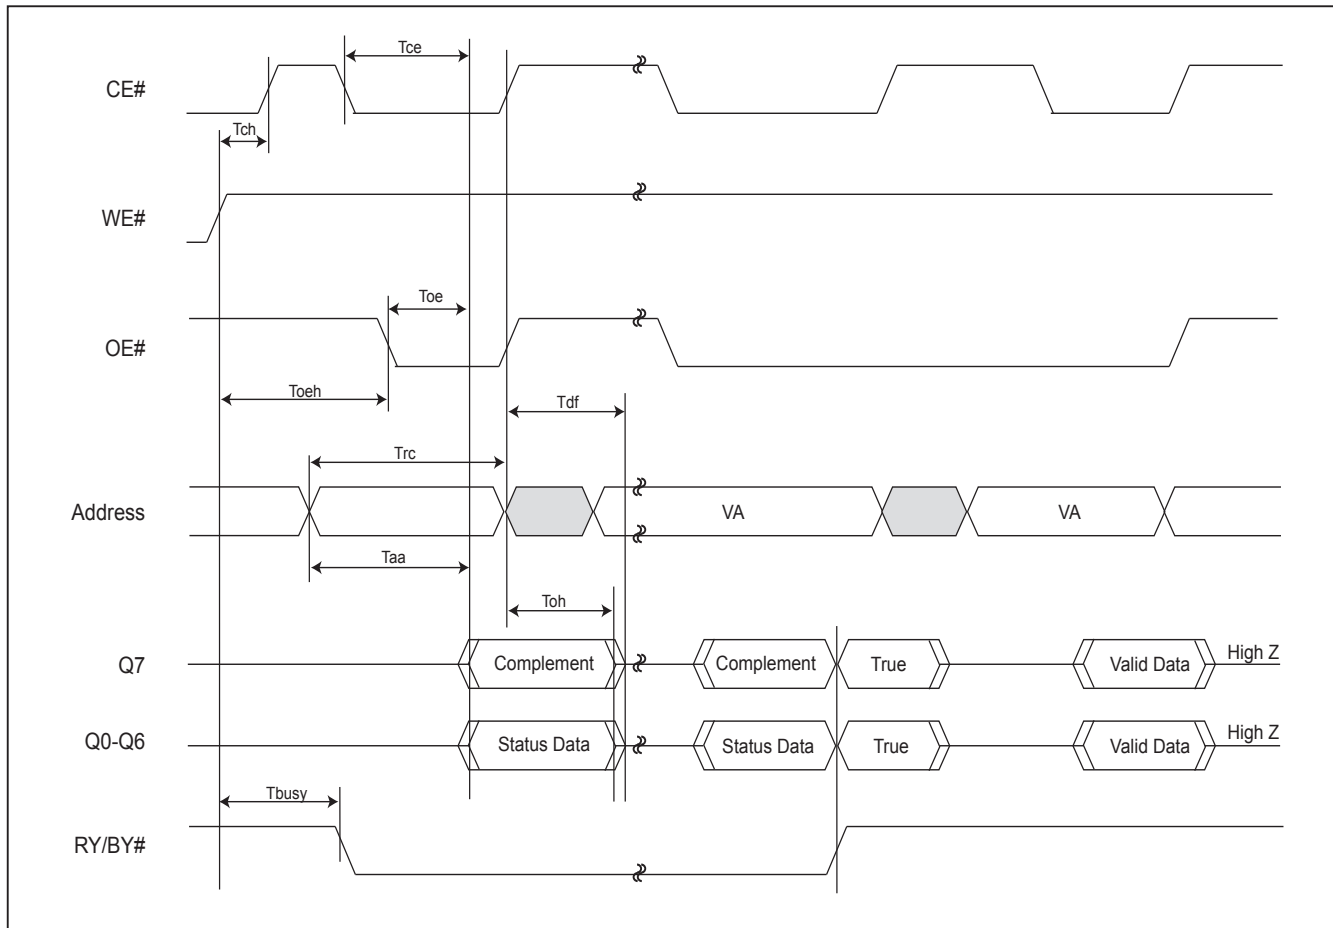 Tce
CE#
Tch
WE#
Toe
OE#
Toeh
Tdf
Trc
Address
VA
VA
Taa
Toh
Q7
Complement
Complement
True
Valid Data
High Z
Q0-Q6
Status Data
Status Data
True
Valid Data
High Z
Tbusy
RY/BY#